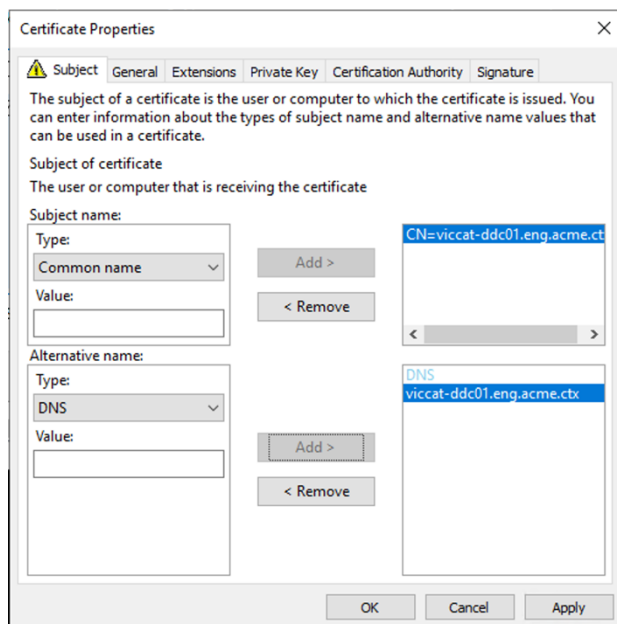 Certificate Properties
Subject General Extensions Private Key Certification Authority Signature
The subject of a certificate is the user or computer to which the certificate is issued. You
can enter information about the types of subject name and alternative name values that
can be used in a certificate.
Subject of certificate
The user or computer that is receiving the certificate
Subject name:
Type:
Common name
Value:
Add >
< Remove
CN=viccat-ddc01.eng.acme.ct
Alternative name:
Type:
DNS
Value:
Add >
< Remove
DNS
viccat-ddc01.eng.acme.ctx
OK Cancel Apply